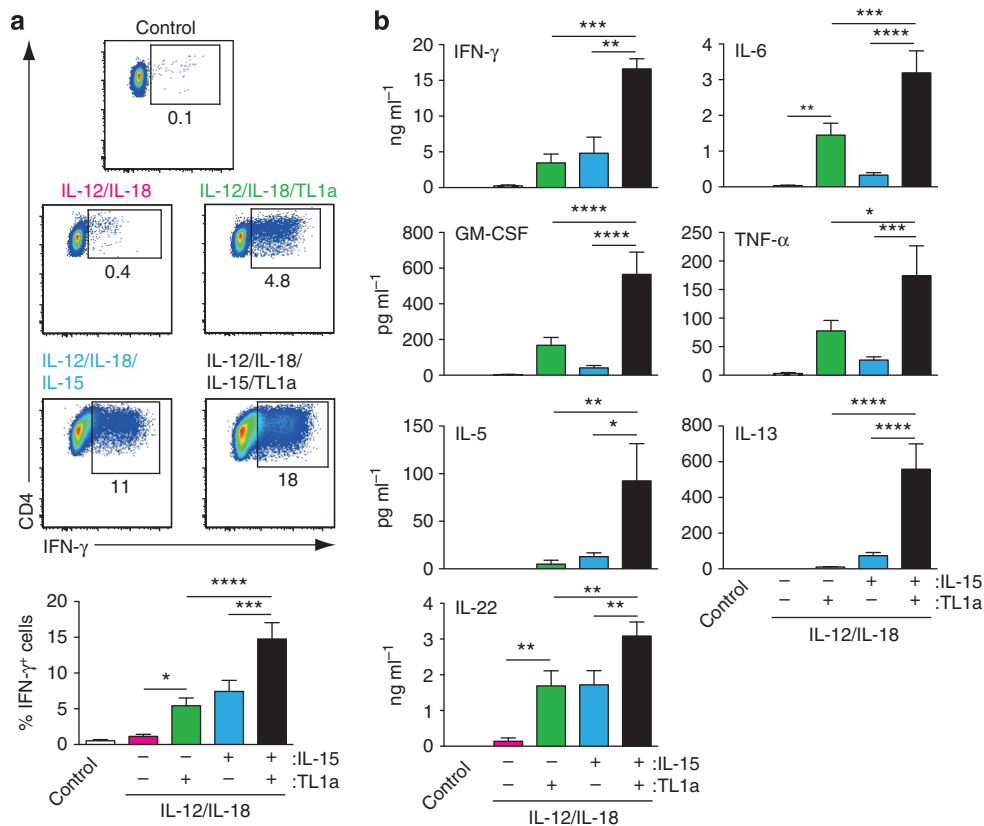 a
Control
0.1
IL-12/IL-18
IL-12/IL-18/TL1a
0.4
4.8
IL-12/IL-18/
IL-15
IL-12/IL-18/
IL-15/TL1a
11
18
CD4
IFN-γ
% IFN-γ⁺ cells
20
15
10
5
0
****
***
*
Control
– – + + :IL-15
– + – + :TL1a
IL-12/IL-18
b
IFN-γ
ng ml⁻¹
20
15
10
5
0
***
**
IL-6
4
3
2
1
0
***
****
**
GM-CSF
pg ml⁻¹
800
600
400
200
0
****
****
TNF-α
250
200
150
100
50
0
*
***
IL-5
pg ml⁻¹
150
100
50
0
**
*
IL-13
800
600
400
200
0
****
****
Control
– – + + :IL-15
– + – + :TL1a
IL-12/IL-18
IL-22
ng ml⁻¹
4
3
2
1
0
**
**
**
Control
– – + + :IL-15
– + – + :TL1a
IL-12/IL-18